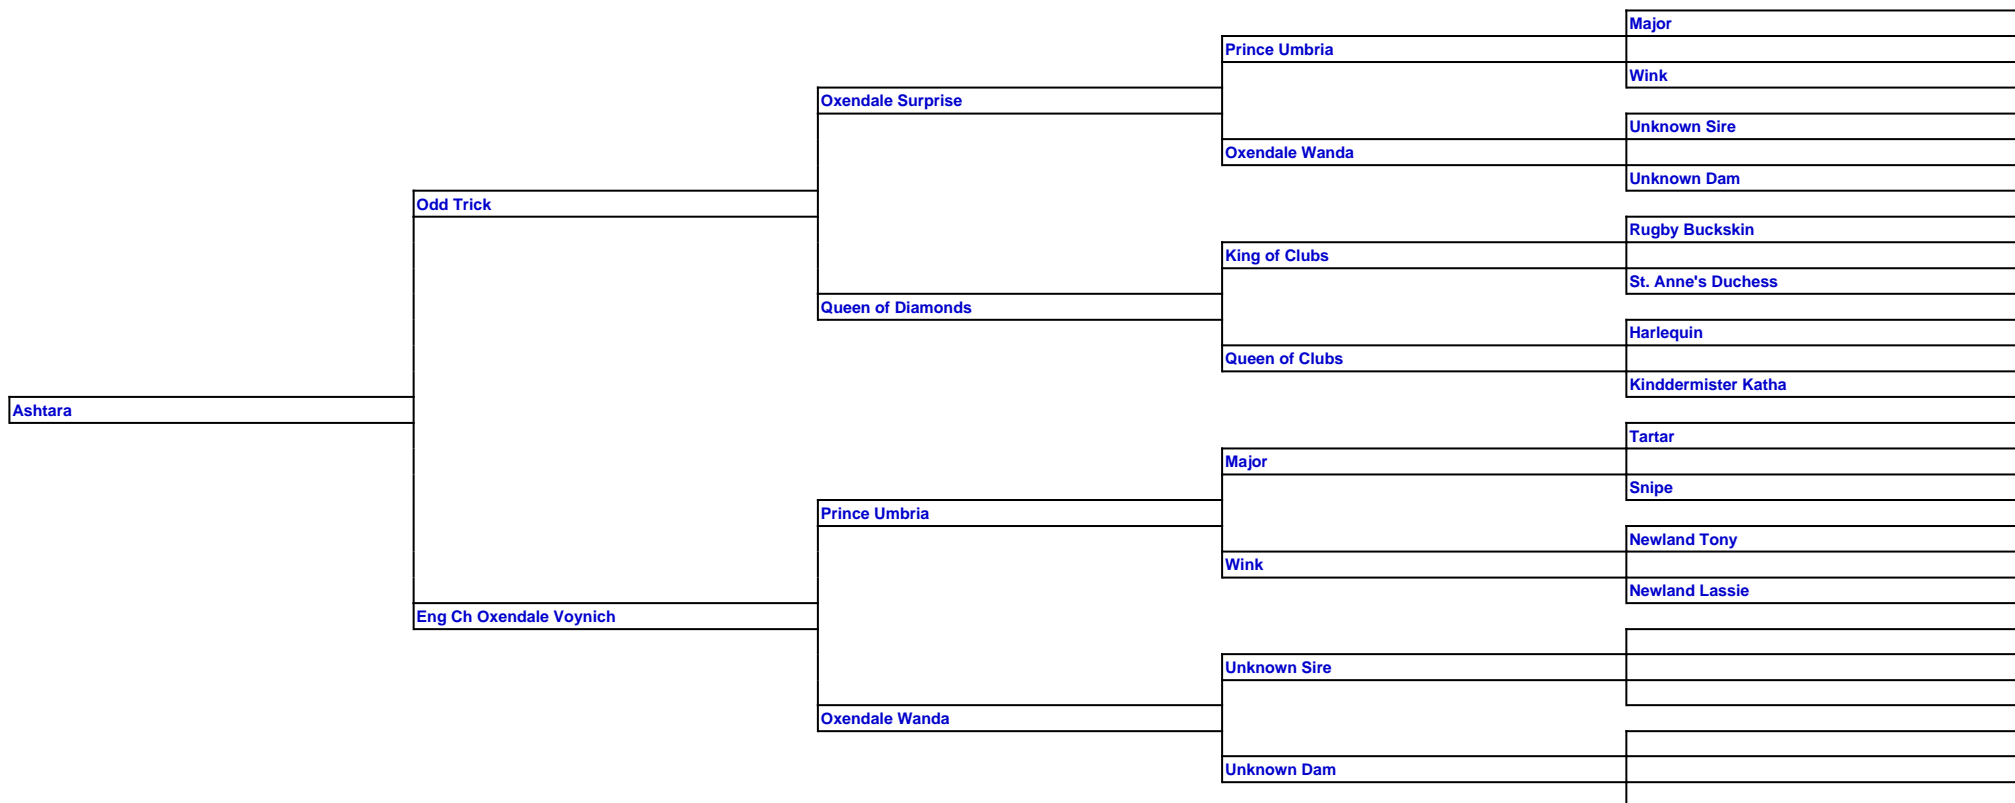 Major
Prince Umbria
Wink
Oxendale Surprise
Unknown Sire
Oxendale Wanda
Unknown Dam
Odd Trick
Rugby Buckskin
King of Clubs
St. Anne's Duchess
Queen of Diamonds
Harlequin
Queen of Clubs
Kinddermister Katha
Ashtara
Tartar
Major
Snipe
Prince Umbria
Newland Tony
Wink
Newland Lassie
Eng Ch Oxendale Voynich
Unknown Sire
Oxendale Wanda
Unknown Dam